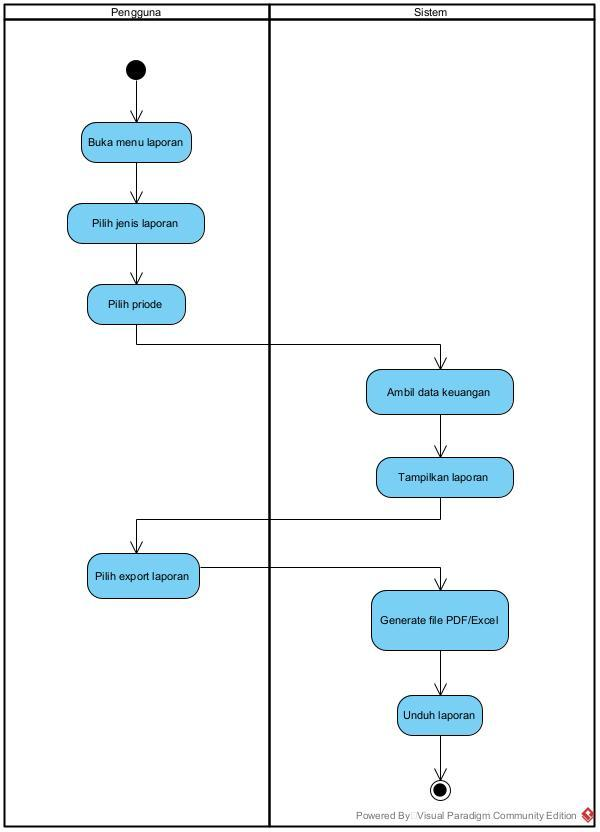 Pengguna
Sistem
Buka menu laporan
Pilih jenis laporan
Pilih priode
Ambil data keuangan
Tampilkan laporan
Pilih export laporan
Generate file PDF/Excel
Unduh laporan
Powered By Visual Paradigm Community Edition